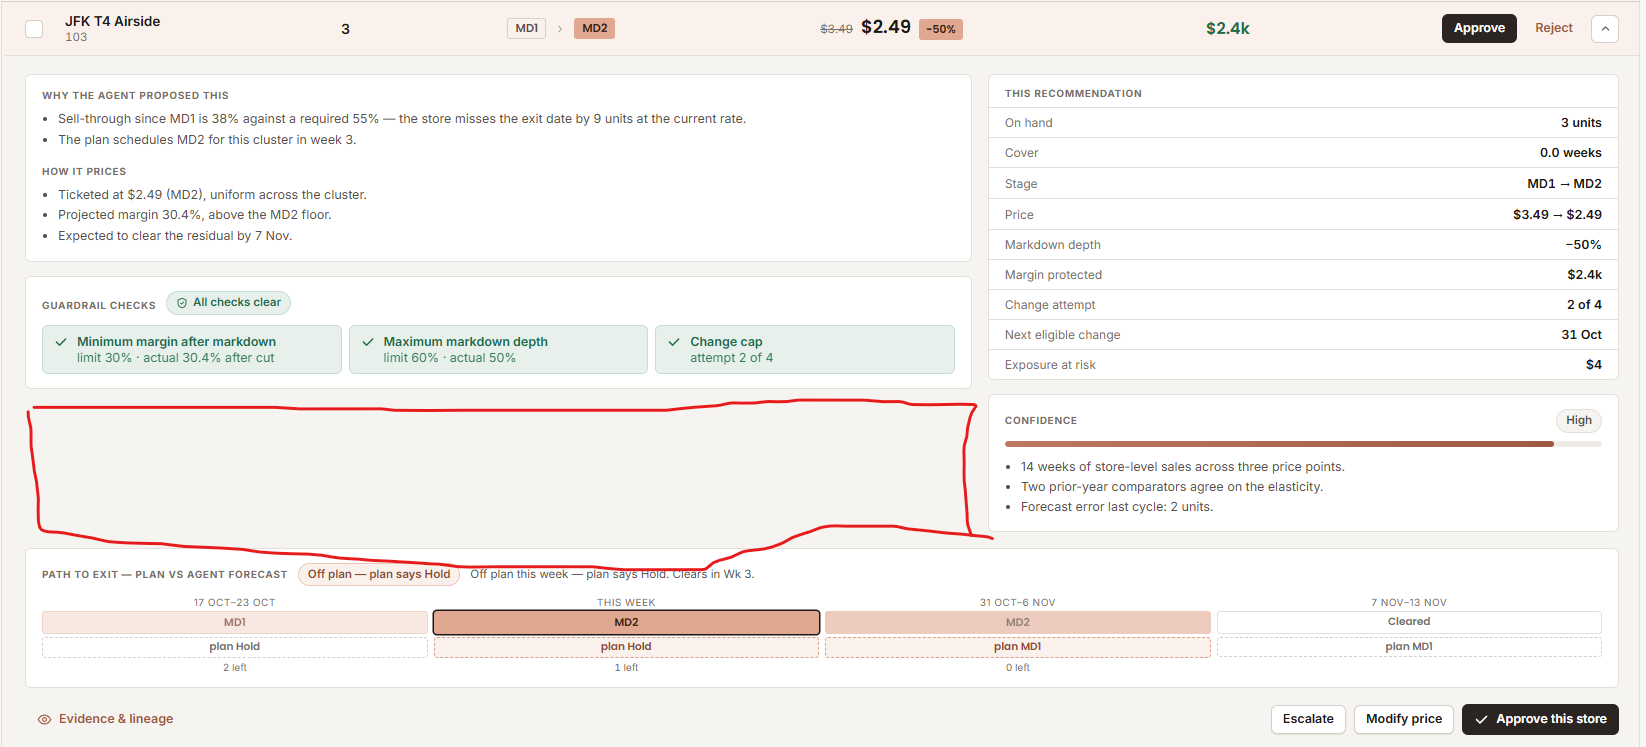 JFK T4 Airside
103
3
MD1 › MD2
$3.49 $2.49 −50%
$2.4k
Approve
Reject
WHY THE AGENT PROPOSED THIS
• Sell-through since MD1 is 38% against a required 55% — the store misses the exit date by 9 units at the current rate.
• The plan schedules MD2 for this cluster in week 3.
HOW IT PRICES
• Ticketed at $2.49 (MD2), uniform across the cluster.
• Projected margin 30.4%, above the MD2 floor.
• Expected to clear the residual by 7 Nov.
GUARDRAIL CHECKS All checks clear
Minimum margin after markdown
limit 30% · actual 30.4% after cut
Maximum markdown depth
limit 60% · actual 50%
Change cap
attempt 2 of 4
THIS RECOMMENDATION
On hand 3 units
Cover 0.0 weeks
Stage MD1 → MD2
Price $3.49 → $2.49
Markdown depth −50%
Margin protected $2.4k
Change attempt 2 of 4
Next eligible change 31 Oct
Exposure at risk $4
CONFIDENCE High
• 14 weeks of store-level sales across three price points.
• Two prior-year comparators agree on the elasticity.
• Forecast error last cycle: 2 units.
PATH TO EXIT — PLAN VS AGENT FORECAST Off plan — plan says Hold Off plan this week — plan says Hold. Clears in Wk 3.
17 OCT–23 OCT THIS WEEK 31 OCT–6 NOV 7 NOV–13 NOV
MD1 MD2 MD2 Cleared
plan Hold plan Hold plan MD1 plan MD1
2 left 1 left 0 left
Evidence & lineage
Escalate
Modify price
Approve this store